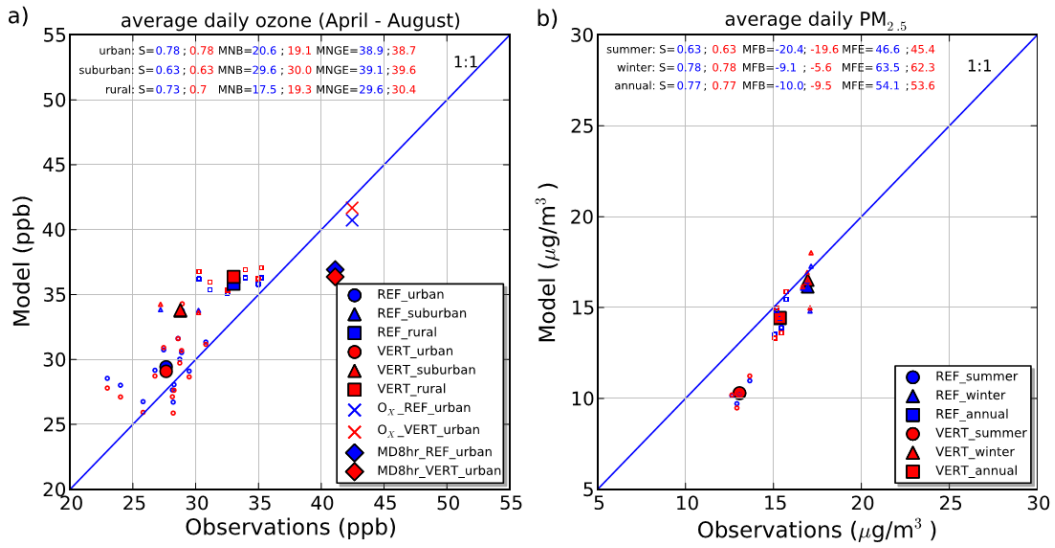 a)
average daily ozone (April - August)
urban: S=0.78 ; 0.78 MNB=20.6 ; 19.1 MNGE=38.9 ; 38.7
suburban: S=0.63 ; 0.63 MNB=29.6 ; 30.0 MNGE=39.1 ; 39.6
rural: S=0.73 ; 0.7 MNB=17.5 ; 19.3 MNGE=29.6 ; 30.4
1:1
55
50
45
40
35
30
25
20
Model (ppb)
REF_urban
REF_suburban
REF_rural
VERT_urban
VERT_suburban
VERT_rural
O_X_REF_urban
O_X_VERT_urban
MD8hr_REF_urban
MD8hr_VERT_urban
20 25 30 35 40 45 50 55
Observations (ppb)
b)
average daily PM_2.5
summer: S=0.63 ; 0.63 MFB=-20.4; -19.6 MFE=46.6 ; 45.4
winter: S=0.78 ; 0.78 MFB=-9.1 ; -5.6 MFE=63.5 ; 62.3
annual: S=0.77 ; 0.77 MFB=-10.0; -9.5 MFE=54.1 ; 53.6
1:1
30
25
20
15
10
5
Model (μg/m³ )
REF_summer
REF_winter
REF_annual
VERT_summer
VERT_winter
VERT_annual
5 10 15 20 25 30
Observations (μg/m³ )